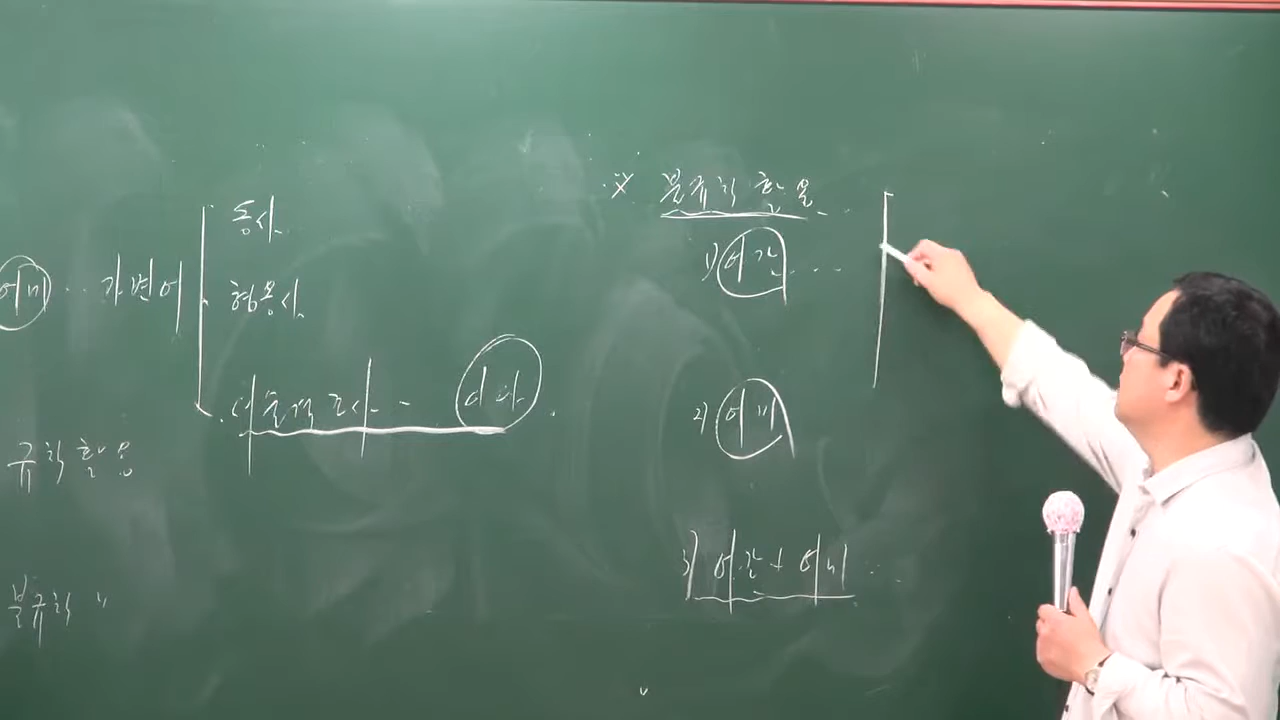 어미 ‥ 가변어
동사
형용사
서술격 조사 - 이다.
규칙활용
불규칙 〃
※ 불규칙 활용
1) 어간 ...
2) 어미
3) 어간 + 어미 ..